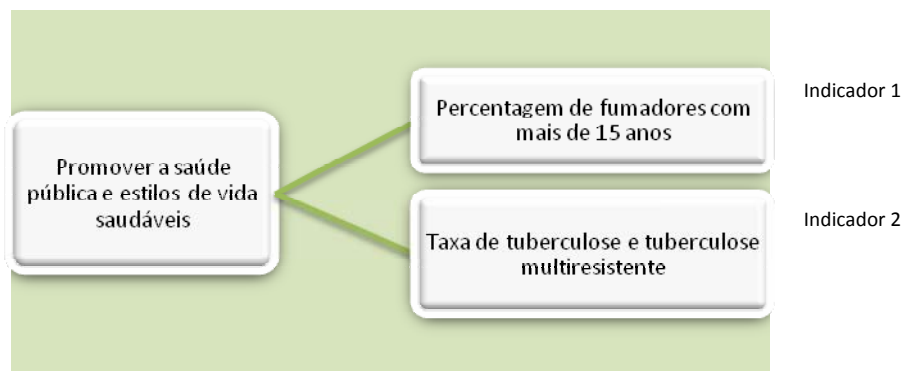 Promover a saúde
pública e estilos de vida
saudáveis
Percentagem de fumadores com
mais de 15 anos
Indicador 1
Taxa de tuberculose e tuberculose
multiresistente
Indicador 2